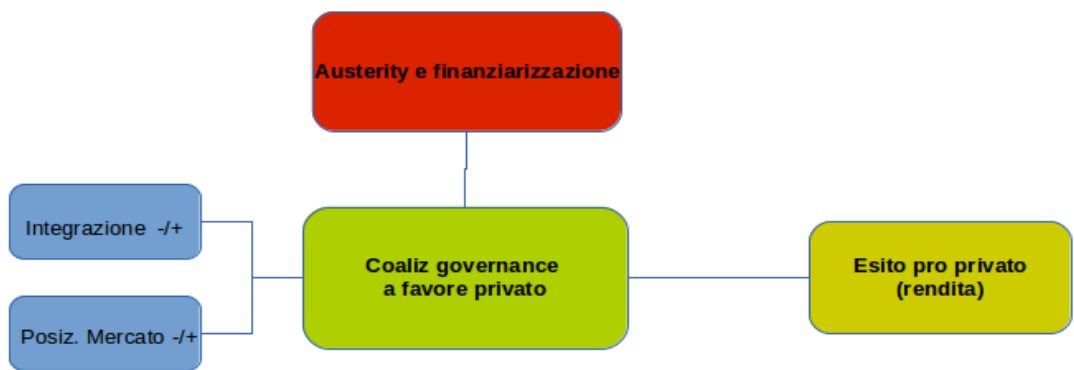 Austerity e finanziarizzazione
Integrazione -/+
Coaliz governance
a favore privato
Esito pro privato
(rendita)
Posiz. Mercato -/+